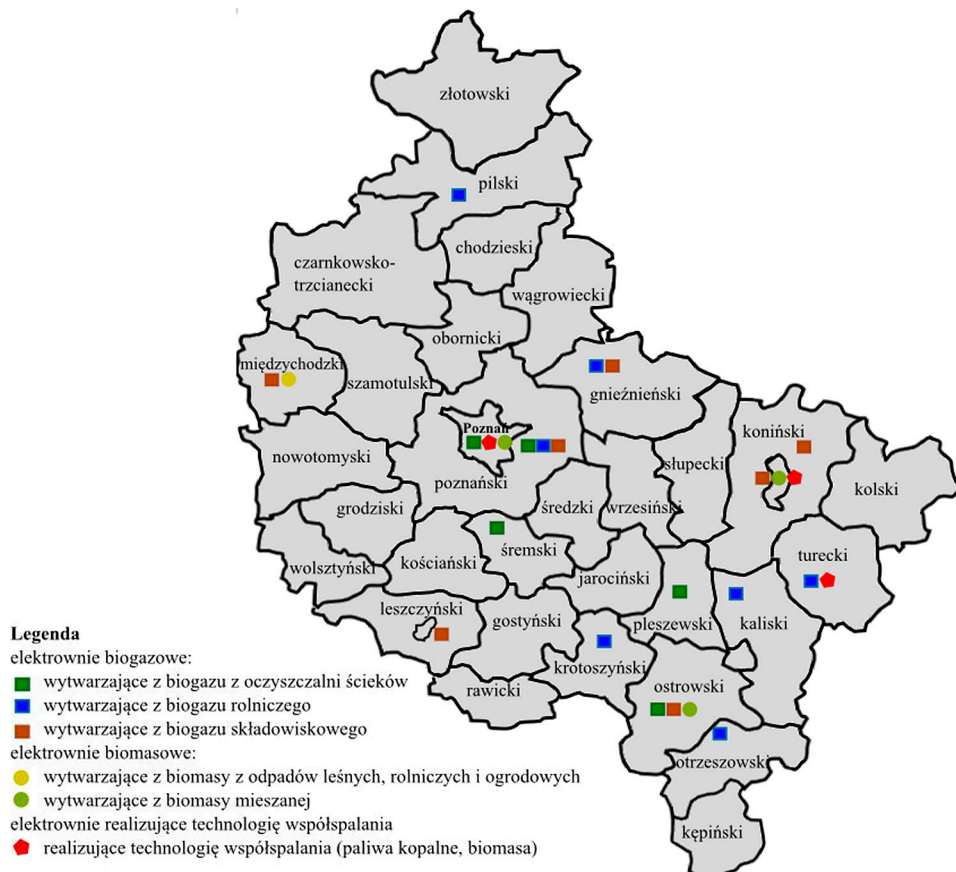 złotowski
pilski
chodzieski
czarnkowsko-
trzcianecki
wągrowiecki
obornicki
międzychodzki
szamotulski
gnieźnieński
Poznań
koniński
nowotomyski
poznański
słupecki
kolski
grodziski
średzki
wrzesiński
wolsztyński
kościański
śremski
turecki
jarociński
leszczyński
gostyński
pleszewski
kaliski
krotoszyński
rawicki
ostrowski
otrzeszowski
kępiński
Legenda
elektrownie biogazowe:
wytwarzające z biogazu z oczyszczalni ścieków
wytwarzające z biogazu rolniczego
wytwarzające z biogazu składowiskowego
elektrownie biomasowe:
wytwarzające z biomasy z odpadów leśnych, rolniczych i ogrodowych
wytwarzające z biomasy mieszanej
elektrownie realizujące technologię współspalania
realizujące technologię współspalania (paliwa kopalne, biomasa)